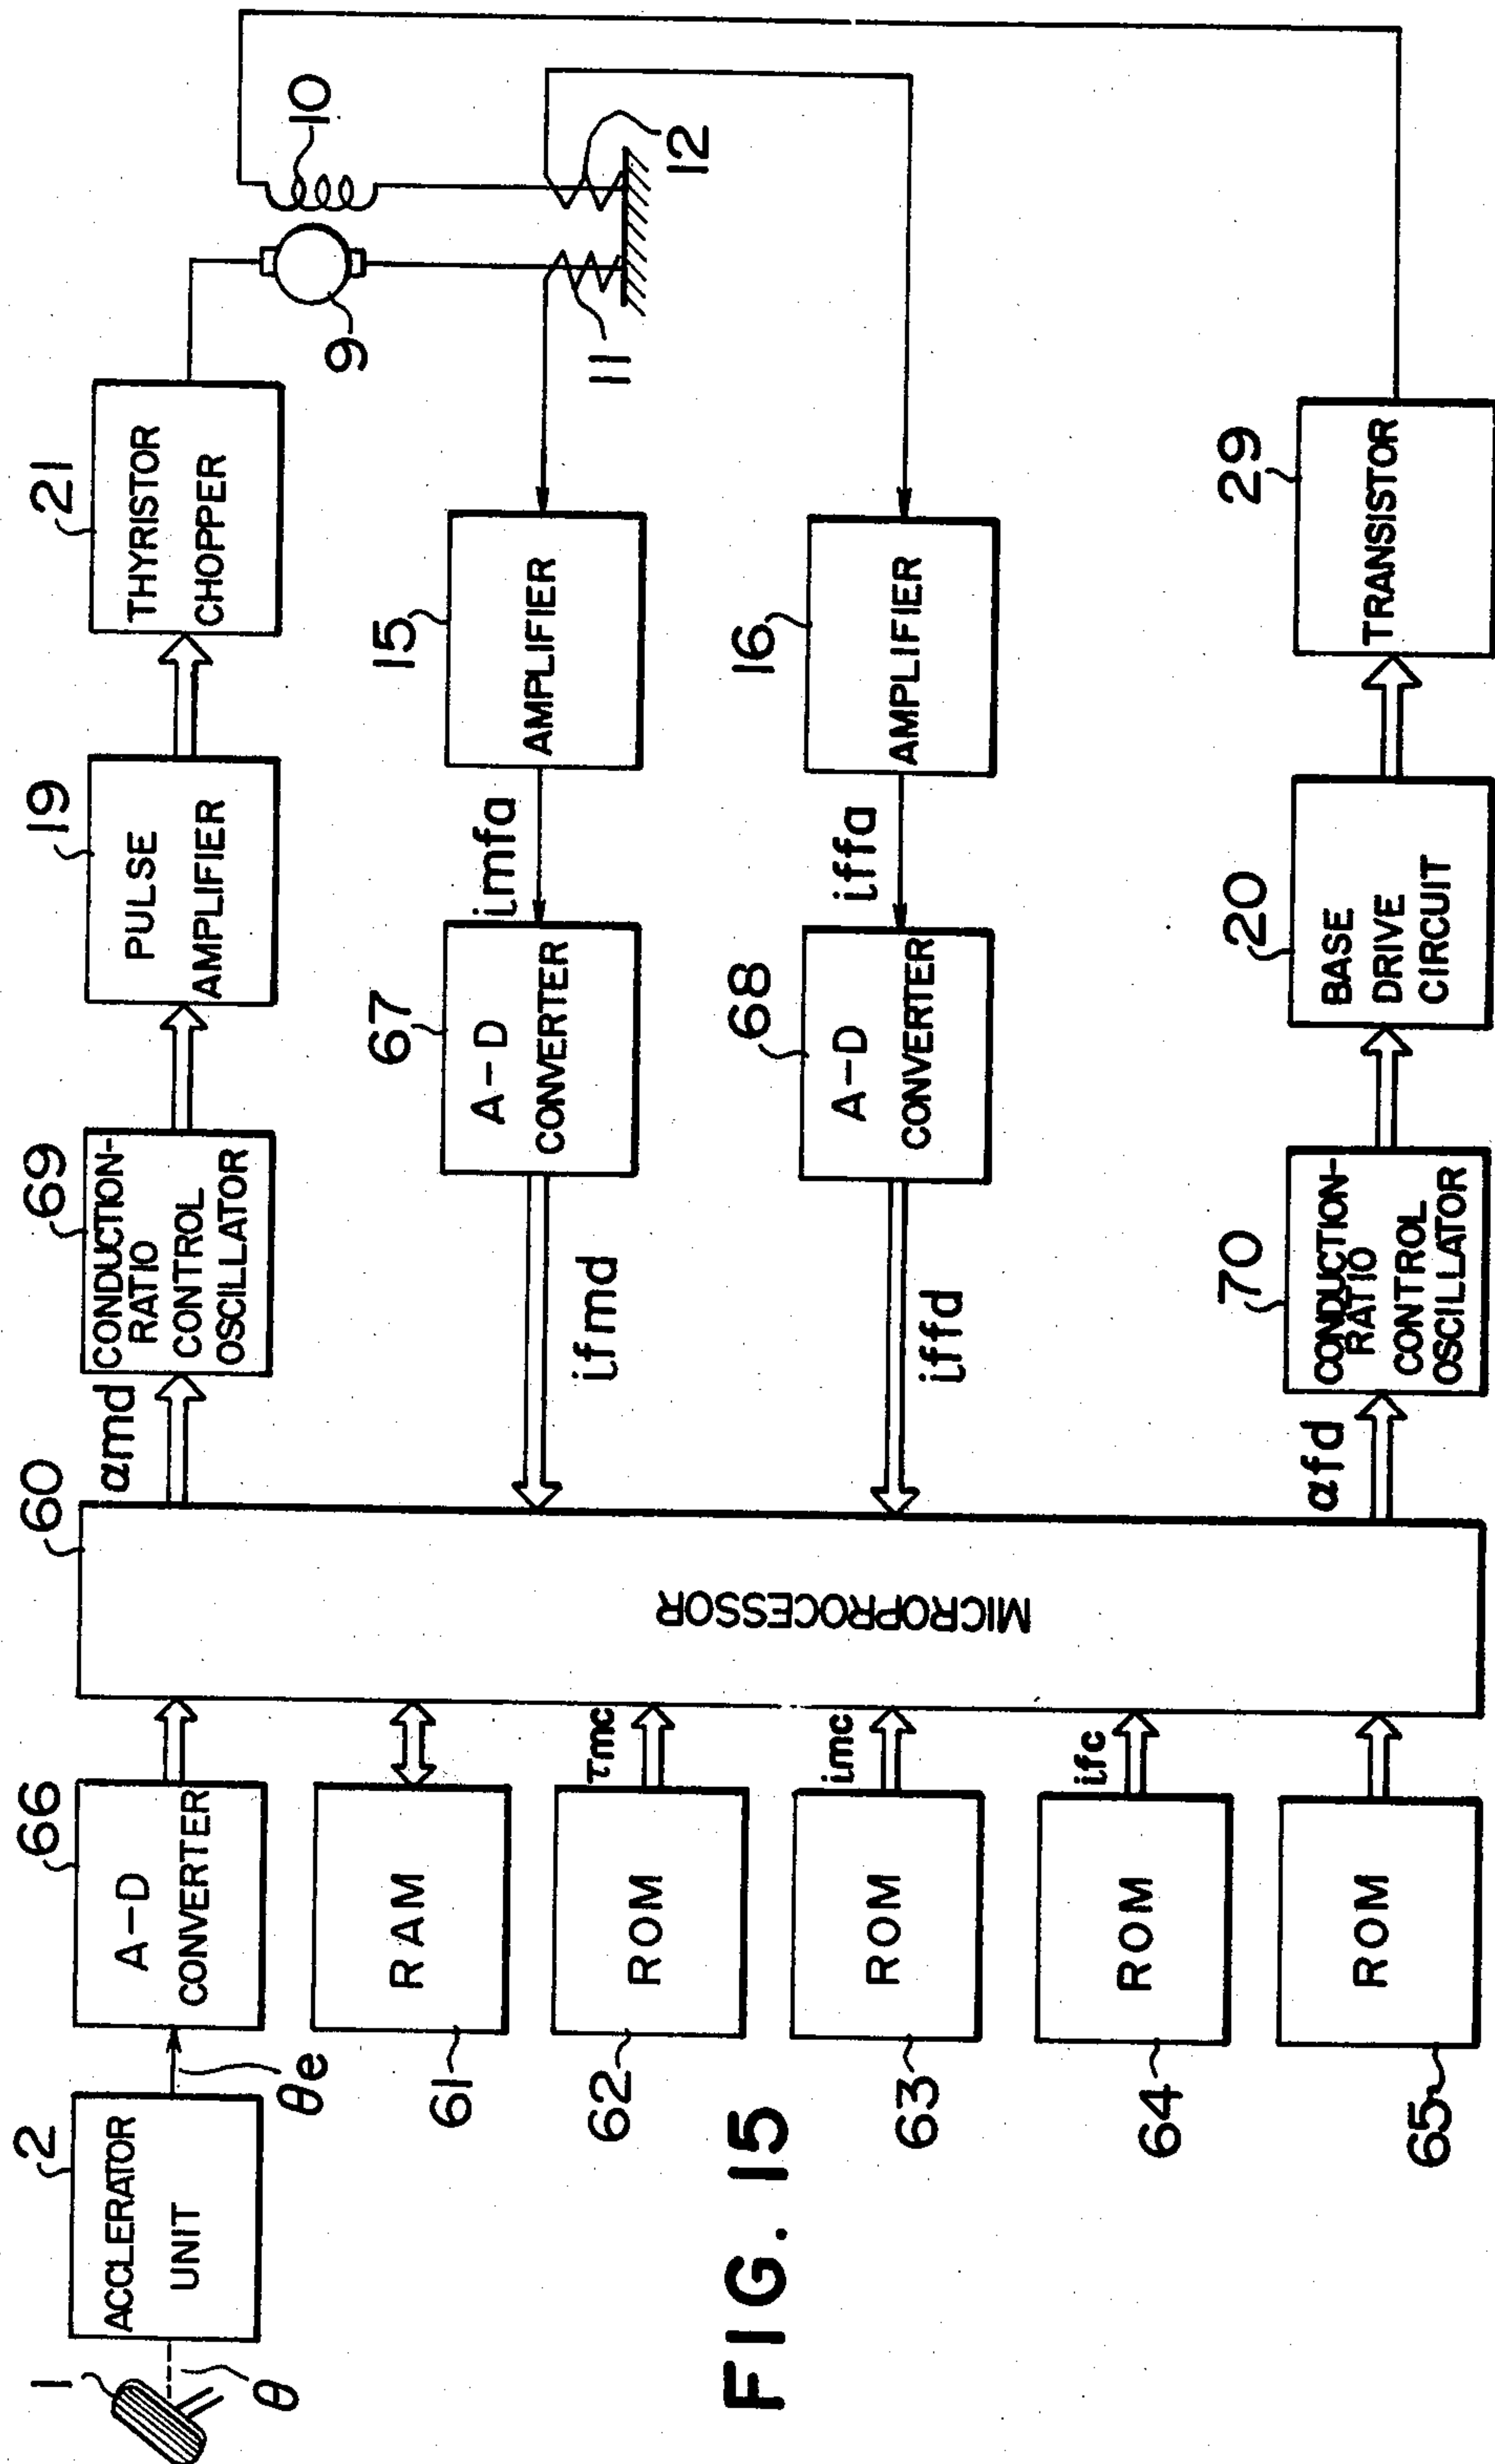 1
θ
2
ACCLERATOR
UNIT
θe
66
A-D
CONVERTER
61
RAM
62
ROM
τmc
63
ROM
imc
64
ROM
ifc
65
ROM
60
MICROPROCESSOR
αmd
69
CONDUCTION-
RATIO
CONTROL
OSCILLATOR
19
PULSE
AMPLIFIER
21
THYRISTOR
CHOPPER
9
10
11
12
15
AMPLIFIER
imfa
67
A-D
CONVERTER
ifmd
16
AMPLIFIER
iffa
68
A-D
CONVERTER
iffd
αfd
70
CONDUCTION-
RATIO
CONTROL
OSCILLATOR
20
BASE
DRIVE
CIRCUIT
29
TRANSISTOR
FIG. 15